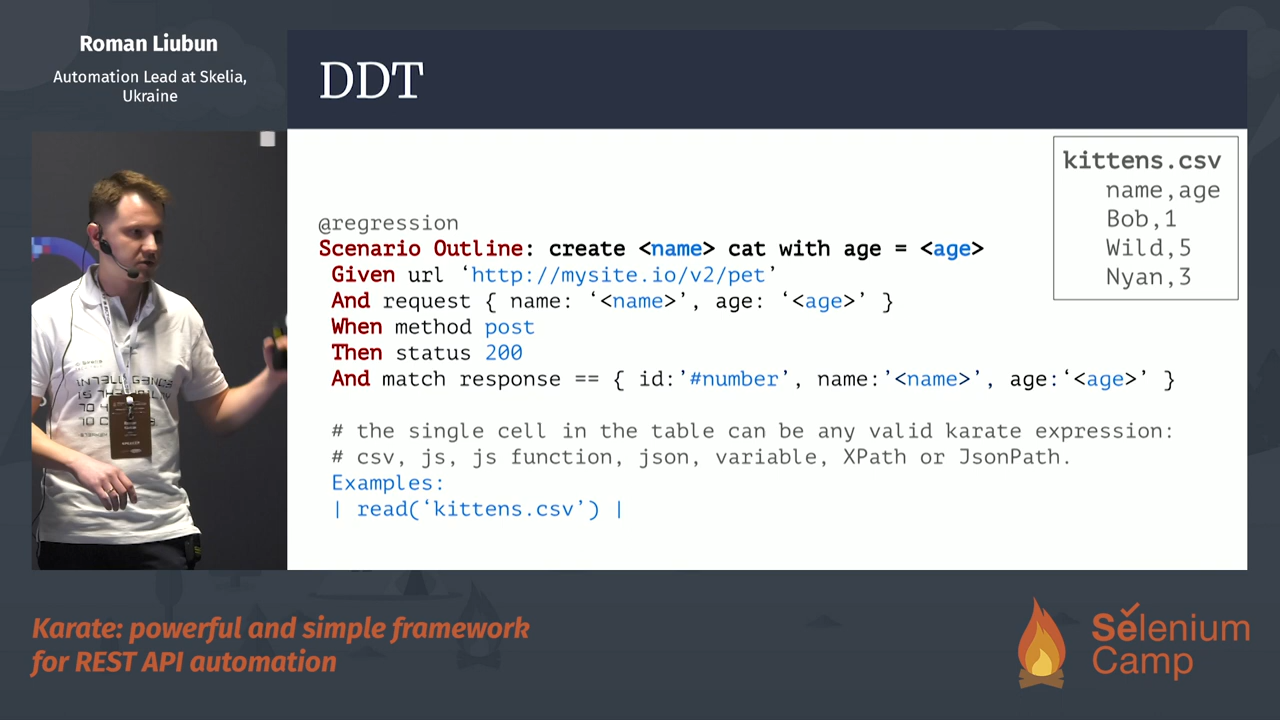 Roman Liubun
Automation Lead at Skelia,
Ukraine
DDT
kittens.csv
name,age
Bob,1
Wild,5
Nyan,3
@regression
Scenario Outline: create <name> cat with age = <age>
Given url ‘http://mysite.io/v2/pet’
And request { name: ‘<name>’, age: ‘<age>’ }
When method post
Then status 200
And match response == { id:’#number’, name:’<name>’, age:‘<age>’ }
# the single cell in the table can be any valid karate expression:
# csv, js, js function, json, variable, XPath or JsonPath.
Examples:
| read(‘kittens.csv’) |
INTELLIGENCE
IS THE
TO
Karate: powerful and simple framework
for REST API automation
Selenium
Camp